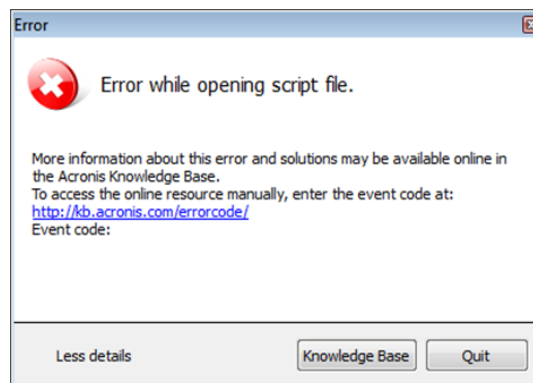 Error
Error while opening script file.
More information about this error and solutions may be available online in
the Acronis Knowledge Base.
To access the online resource manually, enter the event code at:
http://kb.acronis.com/errorcode/
Event code:
Less details
Knowledge Base
Quit